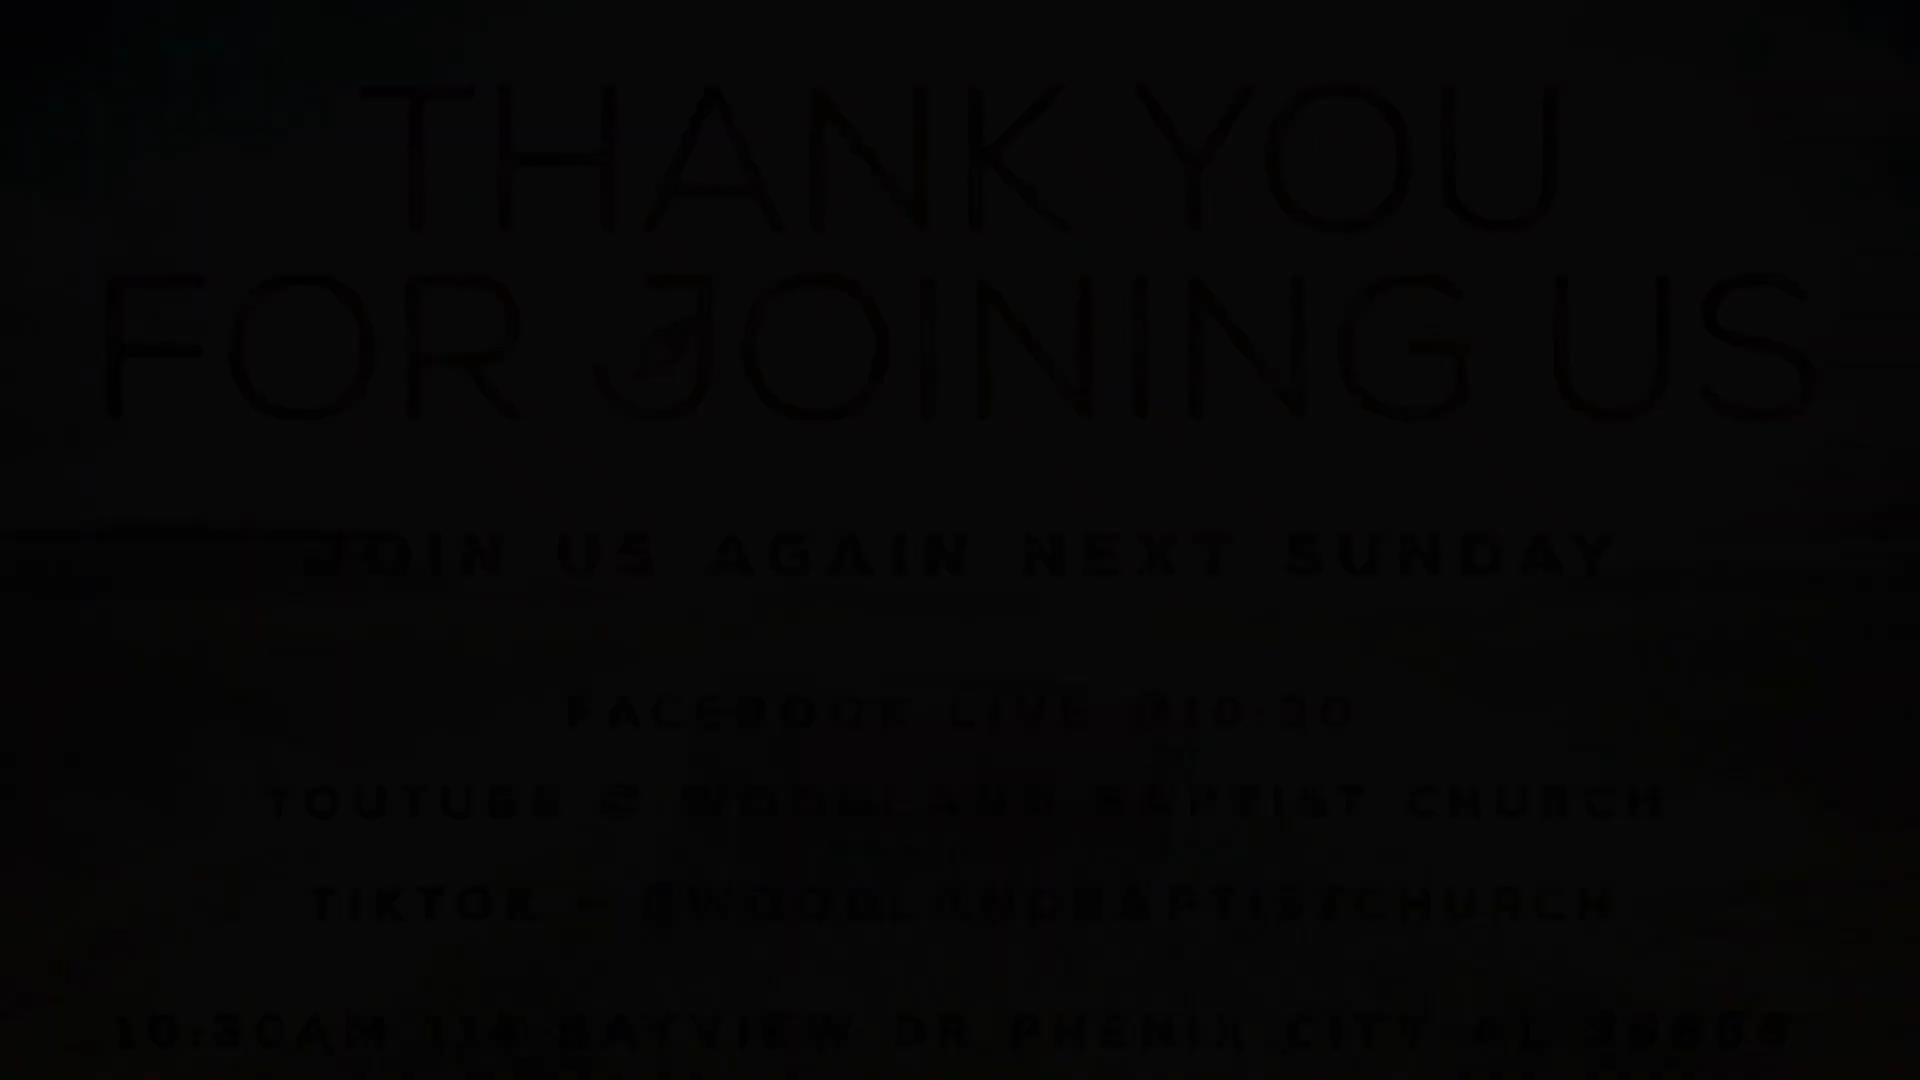 THANK YOU
FOR JOINING US
JOIN US AGAIN NEXT SUNDAY
FACEBOOK LIVE @10:30
YOUTUBE @ WOODLAND BAPTIST CHURCH
TIKTOK - @WOODLANDBAPTISTCHURCH
10:30AM 114 BAYVIEW DR PHENIX CITY AL